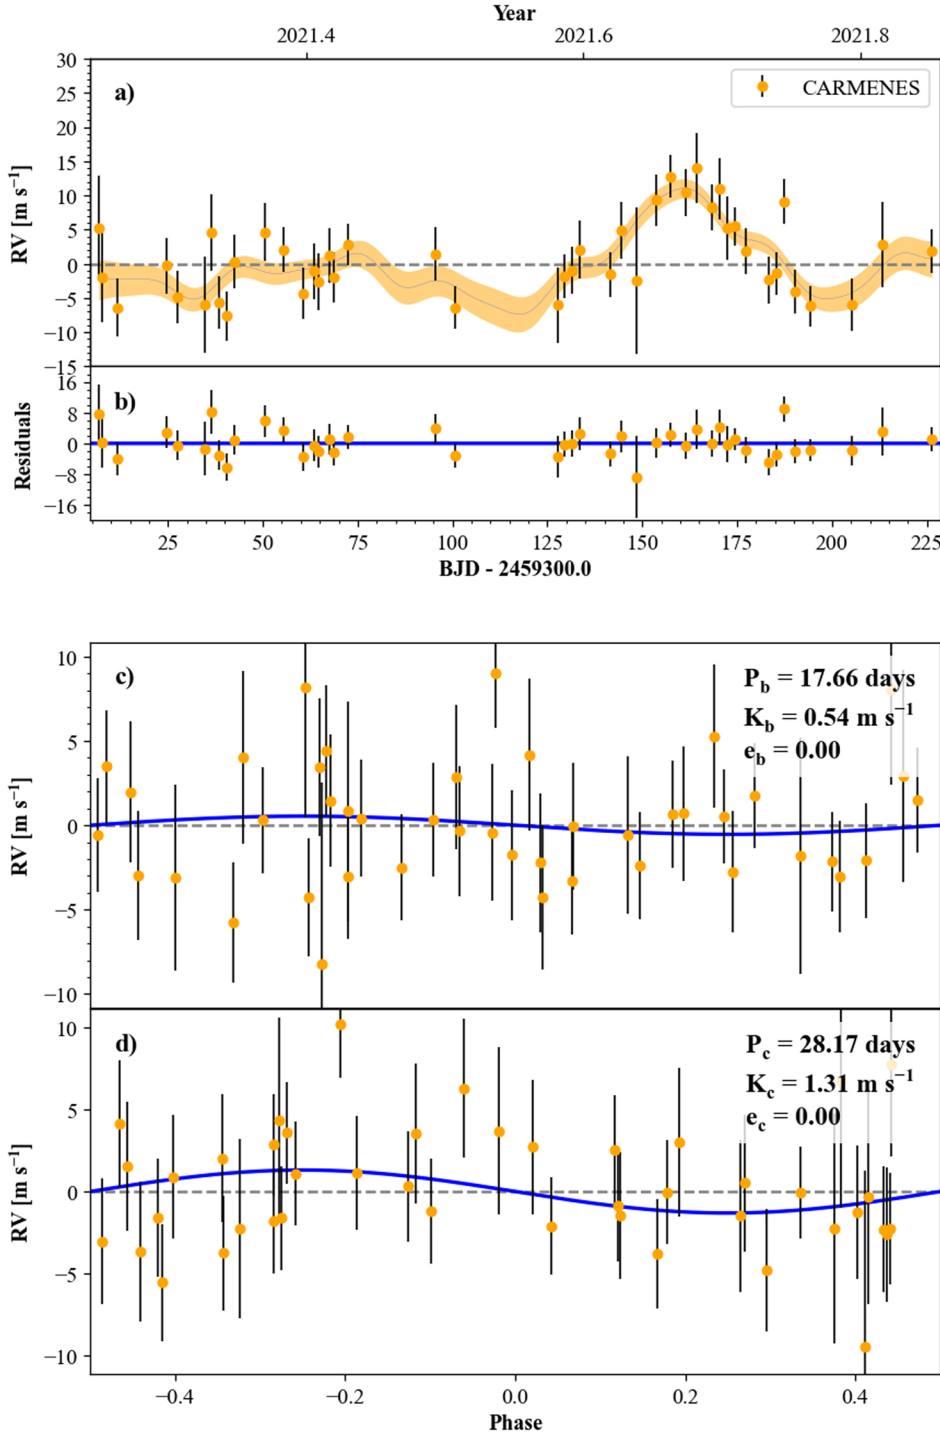 Year
2021.4 2021.6 2021.8
30
25
20
15
10
5
0
−5
−10
−15
RV [m s⁻¹]
a)
CARMENES
16
8
0
−8
−16
Residuals
b)
25 50 75 100 125 150 175 200 225
BJD - 2459300.0
10
5
0
−5
−10
RV [m s⁻¹]
c)
P_b = 17.66 days
K_b = 0.54 m s⁻¹
e_b = 0.00
10
5
0
−5
−10
RV [m s⁻¹]
d)
P_c = 28.17 days
K_c = 1.31 m s⁻¹
e_c = 0.00
−0.4 −0.2 0.0 0.2 0.4
Phase